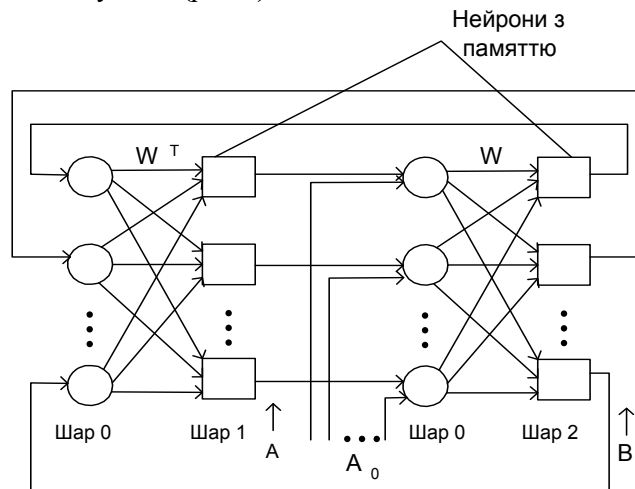 Нейрони з
памяттю
W T
W
Шар 0
Шар 1
A
A 0
Шар 0
Шар 2
B